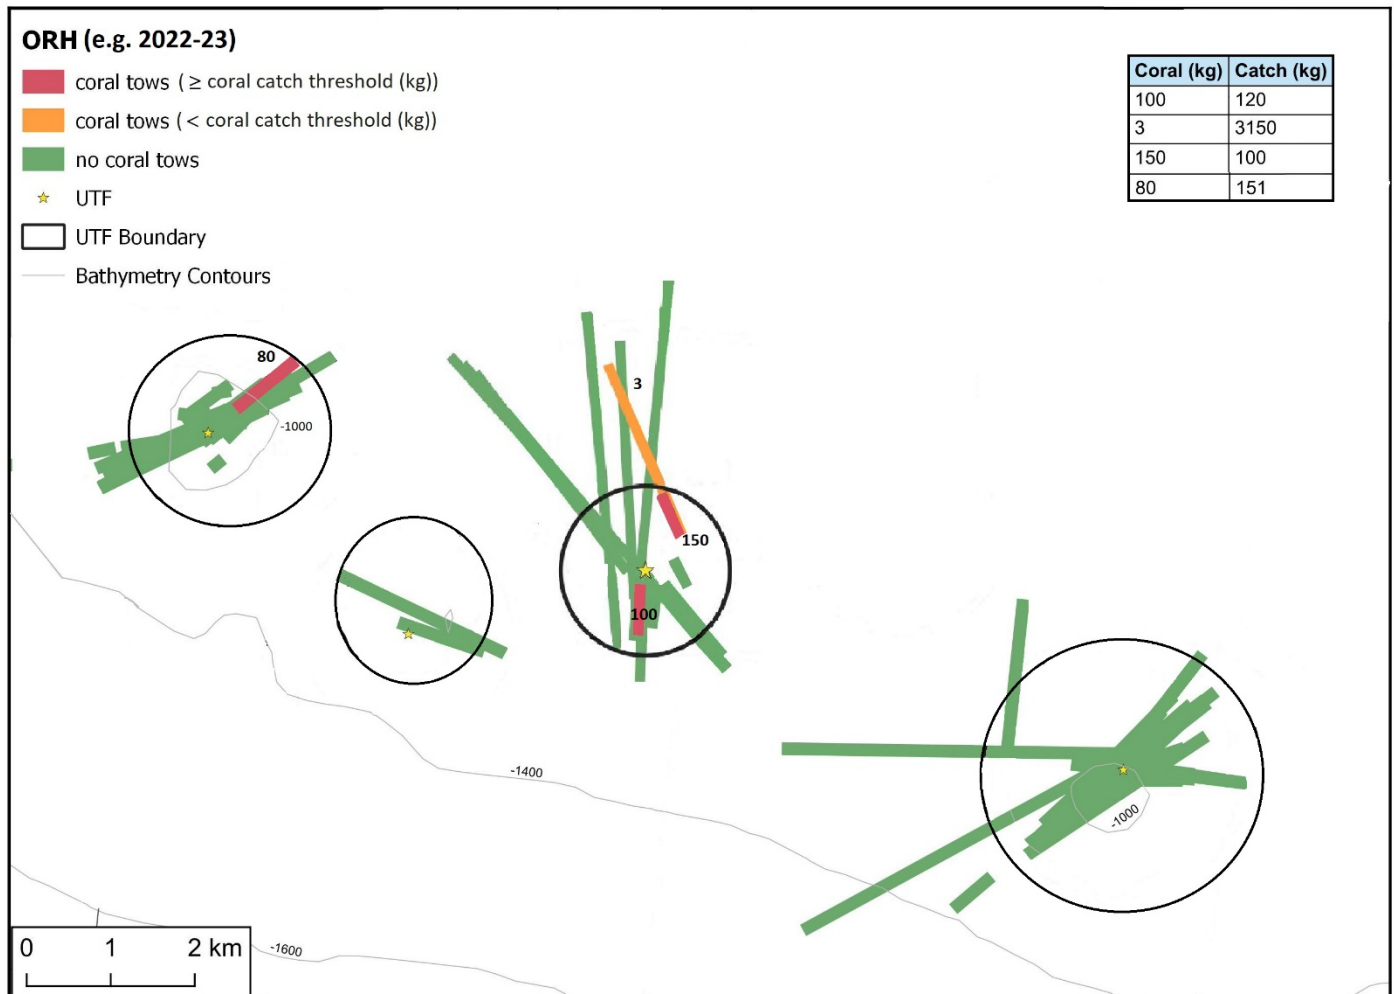 ORH (e.g. 2022-23)
coral tows (≥ coral catch threshold (kg))
coral tows (< coral catch threshold (kg))
no coral tows
UTF
UTF Boundary
Bathymetry Contours
Coral (kg) Catch (kg)
100 120
3 3150
150 100
80 151
80
3
-1000
150
100
-1400
-1000
-1600
0 1 2 km